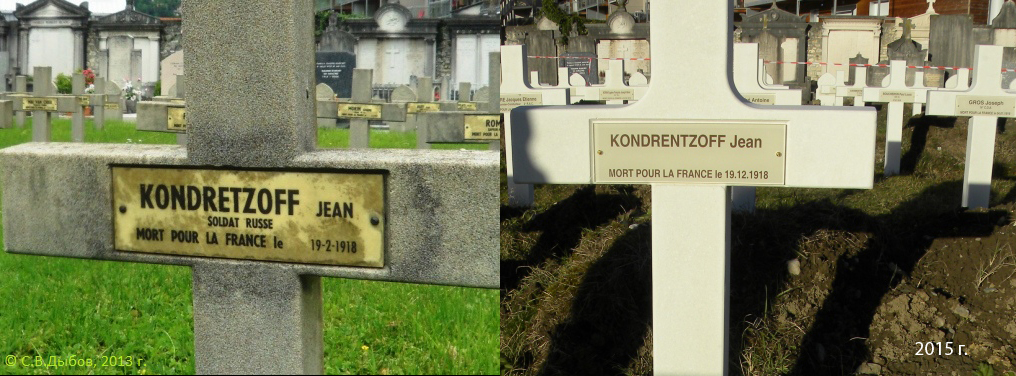 KONDRETZOFF JEAN
SOLDAT RUSSE
MORT POUR LA FRANCE le 19-2-1918
© С.В.Дыбов, 2013 г.
KONDRENTZOFF Jean
MORT POUR LA FRANCE le 19.12.1918
Antoine
GROS Joseph
2015 г.